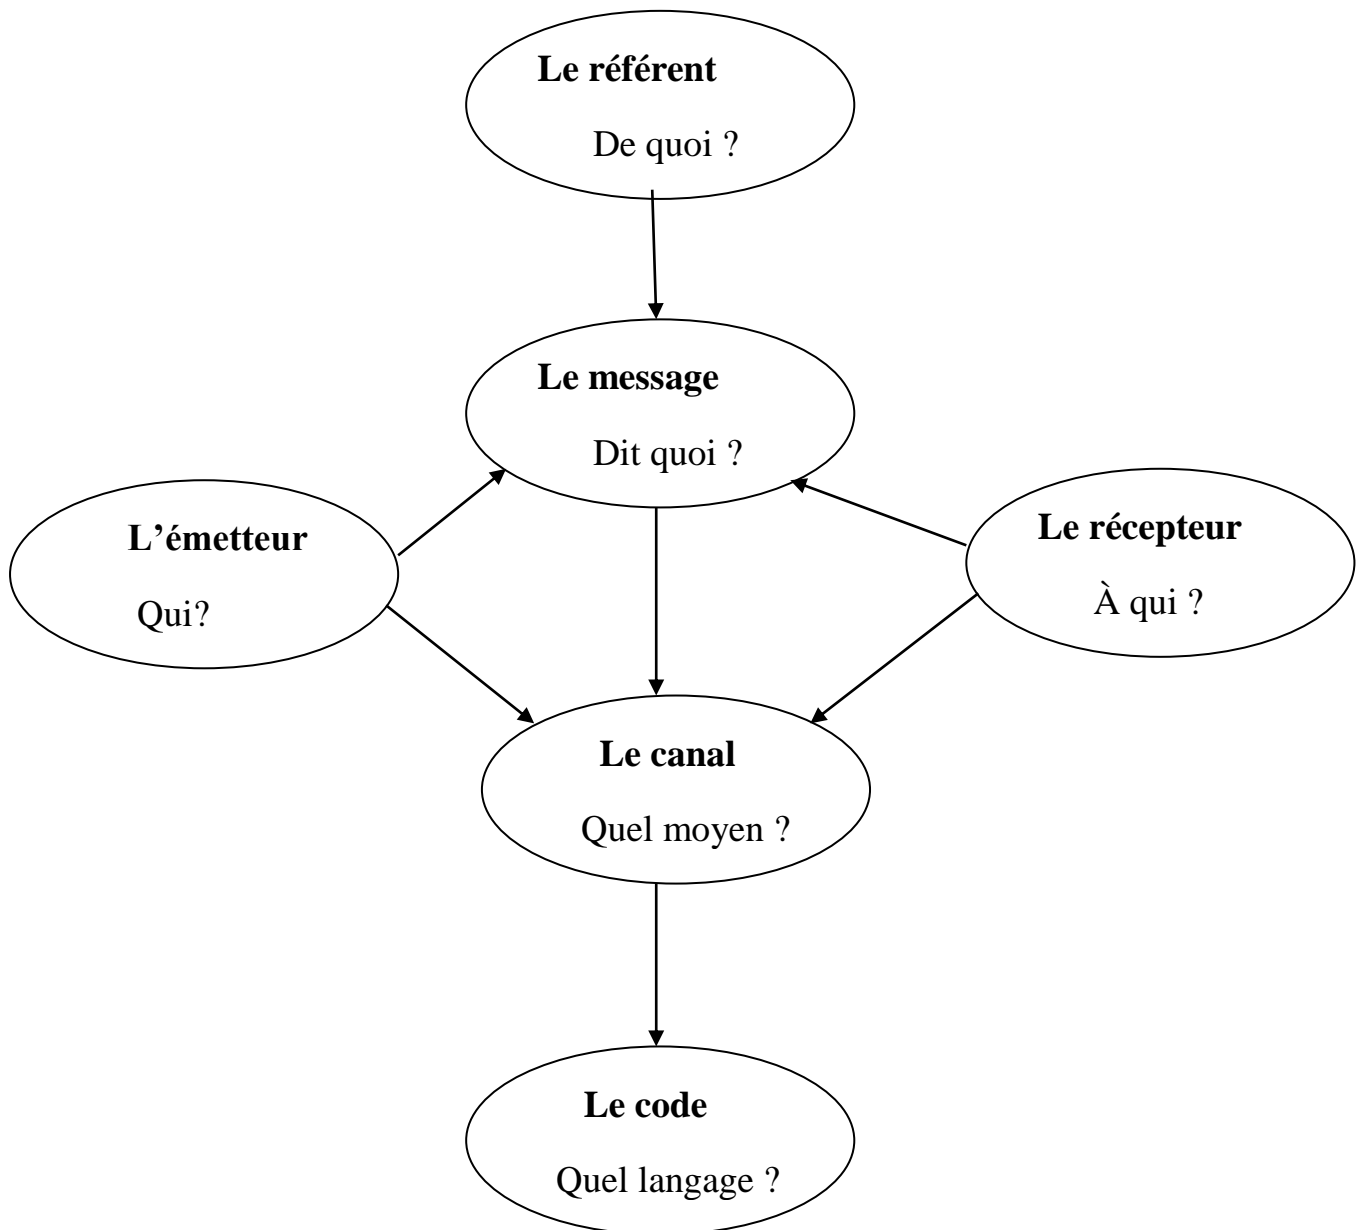 Le référent
De quoi ?
Le message
Dit quoi ?
L’émetteur
Qui?
Le récepteur
À qui ?
Le canal
Quel moyen ?
Le code
Quel langage ?